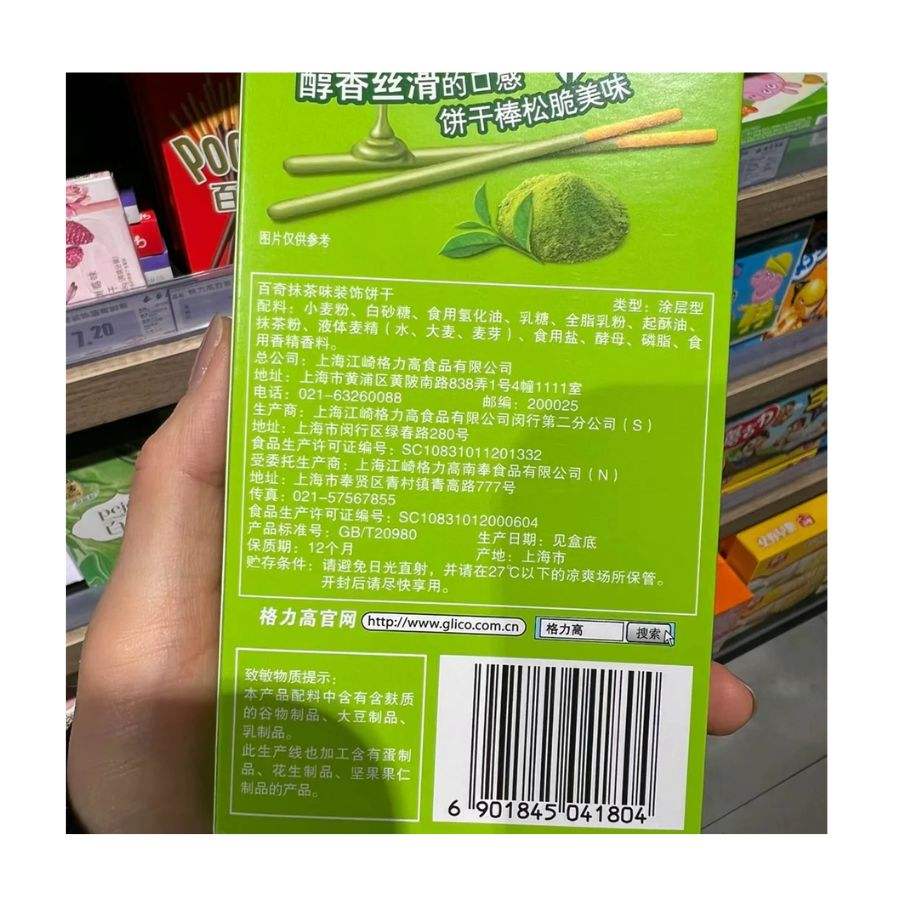 醇香丝滑的口感
饼干棒松脆美味
图片仅供参考
百奇抹茶味装饰饼干 类型：涂层型
配料：小麦粉、白砂糖、食用氢化油、乳糖、全脂乳粉、起酥油、
抹茶粉、液体麦精（水、大麦、麦芽）、食用盐、酵母、磷脂、食
用香精香料。
总公司：上海江崎格力高食品有限公司
地址：上海市黄浦区黄陂南路838弄1号4幢1111室
电话：021-63260088 邮编：200025
生产商：上海江崎格力高食品有限公司闵行第二分公司（S）
地址：上海市闵行区绿春路280号
食品生产许可证编号：SC10831011201332
受委托生产商：上海江崎格力高南奉食品有限公司（N）
地址：上海市奉贤区青村镇青高路777号
传真：021-57567855
食品生产许可证编号：SC10831012000604
产品标准号：GB/T20980 生产日期：见盒底
保质期：12个月 产地：上海市
贮存条件：请避免日光直射，并请在27℃以下的凉爽场所保管。
开封后请尽快享用。
格力高官网 http://www.glico.com.cn 格力高 搜索
致敏物质提示：
本产品配料中含有含麸质
的谷物制品、大豆制品、
乳制品。
此生产线也加工含有蛋制
品、花生制品、坚果果仁
制品的产品。
6 901845 041804
POC
百
7.20